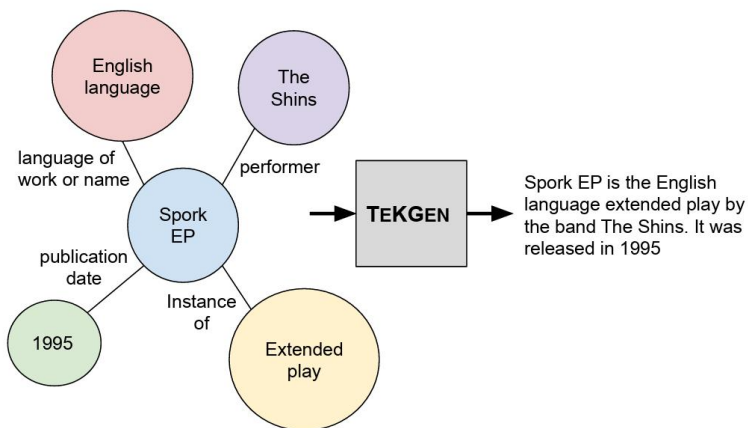 English
language
The
Shins
language of
work or name
performer
Spork
EP
publication
date
Instance
of
1995
Extended
play
TEKGEN
Spork EP is the English
language extended play by
the band The Shins. It was
released in 1995